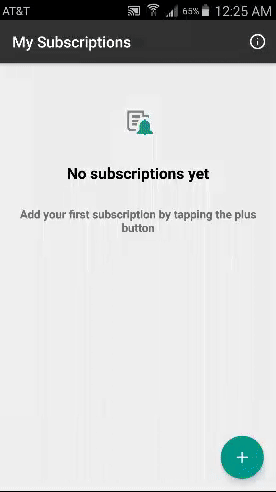 AT&T 65% 12:25 AM
My Subscriptions
No subscriptions yet
Add your first subscription by tapping the plus
button